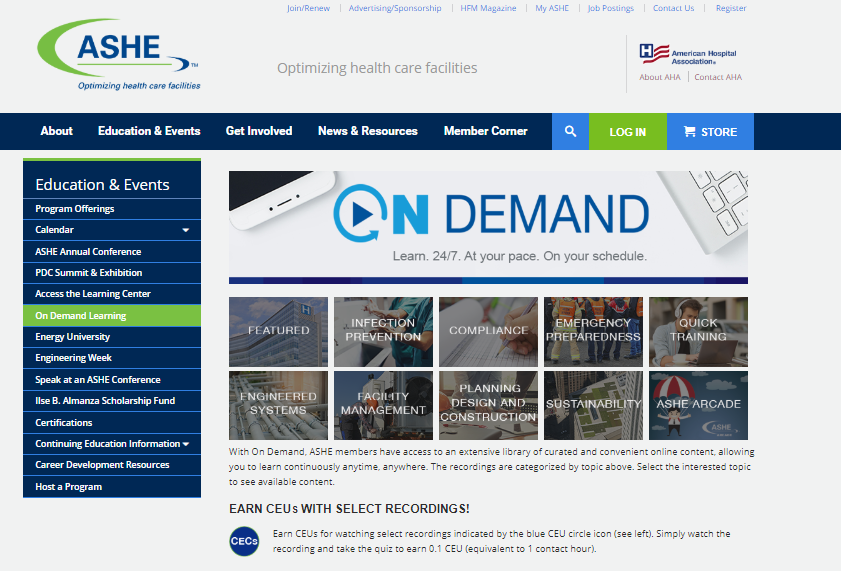 Join/Renew | Advertising/Sponsorship | HFM Magazine | My ASHE | Job Postings | Contact Us | Register
ASHE™
Optimizing health care facilities
Optimizing health care facilities
H American Hospital
Association®
About AHA | Contact AHA
About Education & Events Get Involved News & Resources Member Corner LOG IN STORE
Education & Events
Program Offerings
Calendar
ASHE Annual Conference
PDC Summit & Exhibition
Access the Learning Center
On Demand Learning
Energy University
Engineering Week
Speak at an ASHE Conference
Ilse B. Almanza Scholarship Fund
Certifications
Continuing Education Information
Career Development Resources
Host a Program
ON DEMAND
Learn. 24/7. At your pace. On your schedule.
FEATURED
INFECTION
PREVENTION
COMPLIANCE
EMERGENCY
PREPAREDNESS
QUICK
TRAINING
ENGINEERED
SYSTEMS
FACILITY
MANAGEMENT
PLANNING
DESIGN AND
CONSTRUCTION
SUSTAINABILITY
ASHE ARCADE
ASHE
With On Demand, ASHE members have access to an extensive library of curated and convenient online content, allowing
you to learn continuously anytime, anywhere. The recordings are categorized by topic above. Select the interested topic
to see available content.
EARN CEUs WITH SELECT RECORDINGS!
CECs
Earn CEUs for watching select recordings indicated by the blue CEU circle icon (see left). Simply watch the
recording and take the quiz to earn 0.1 CEU (equivalent to 1 contact hour).